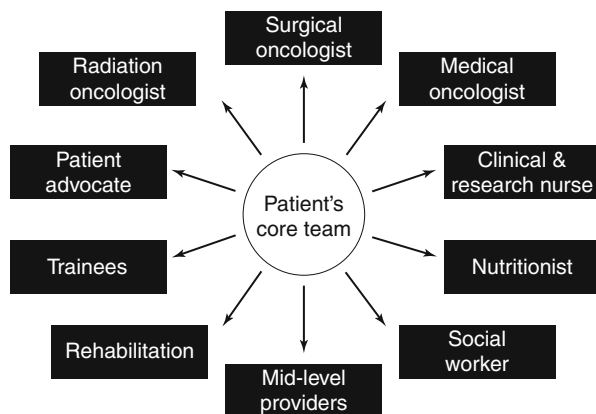 Surgical
oncologist
Radiation
oncologist
Medical
oncologist
Patient
advocate
Clinical &
research nurse
Patient's
core team
Trainees
Nutritionist
Rehabilitation
Social
worker
Mid-level
providers